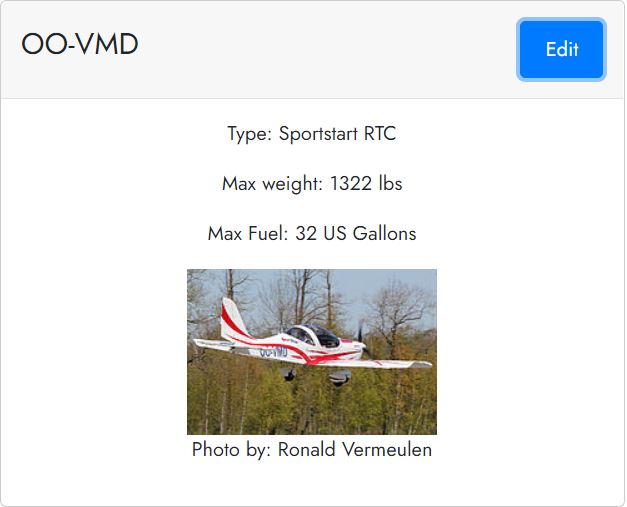 OO-VMD
Edit
Type: Sportstart RTC
Max weight: 1322 lbs
Max Fuel: 32 US Gallons
OO-VMD
Photo by: Ronald Vermeulen